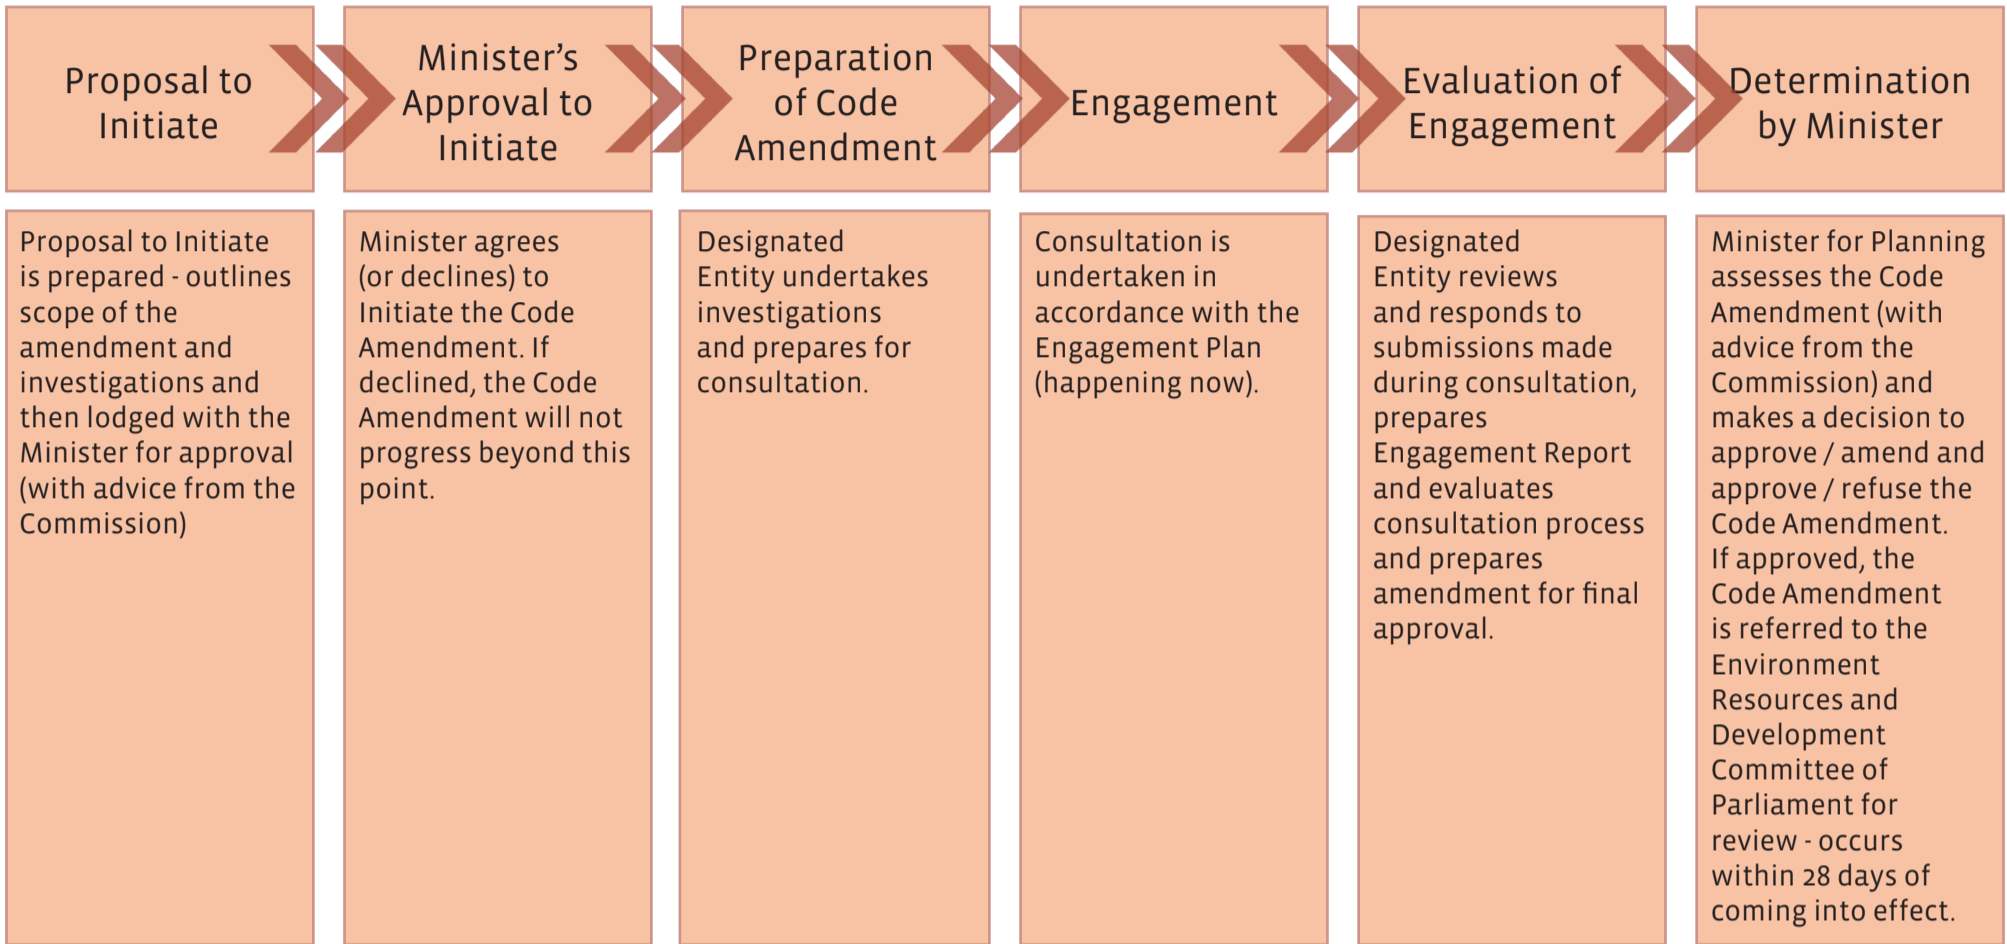 Proposal to
Initiate
Minister's
Approval to
Initiate
Preparation
of Code
Amendment
Engagement
Evaluation of
Engagement
Determination
by Minister
Proposal to Initiate
is prepared - outlines
scope of the
amendment and
investigations and
then lodged with the
Minister for approval
(with advice from the
Commission)
Minister agrees
(or declines) to
Initiate the Code
Amendment. If
declined, the Code
Amendment will not
progress beyond this
point.
Designated
Entity undertakes
investigations
and prepares for
consultation.
Consultation is
undertaken in
accordance with the
Engagement Plan
(happening now).
Designated
Entity reviews
and responds to
submissions made
during consultation,
prepares
Engagement Report
and evaluates
consultation process
and prepares
amendment for final
approval.
Minister for Planning
assesses the Code
Amendment (with
advice from the
Commission) and
makes a decision to
approve / amend and
approve / refuse the
Code Amendment.
If approved, the
Code Amendment
is referred to the
Environment
Resources and
Development
Committee of
Parliament for
review - occurs
within 28 days of
coming into effect.